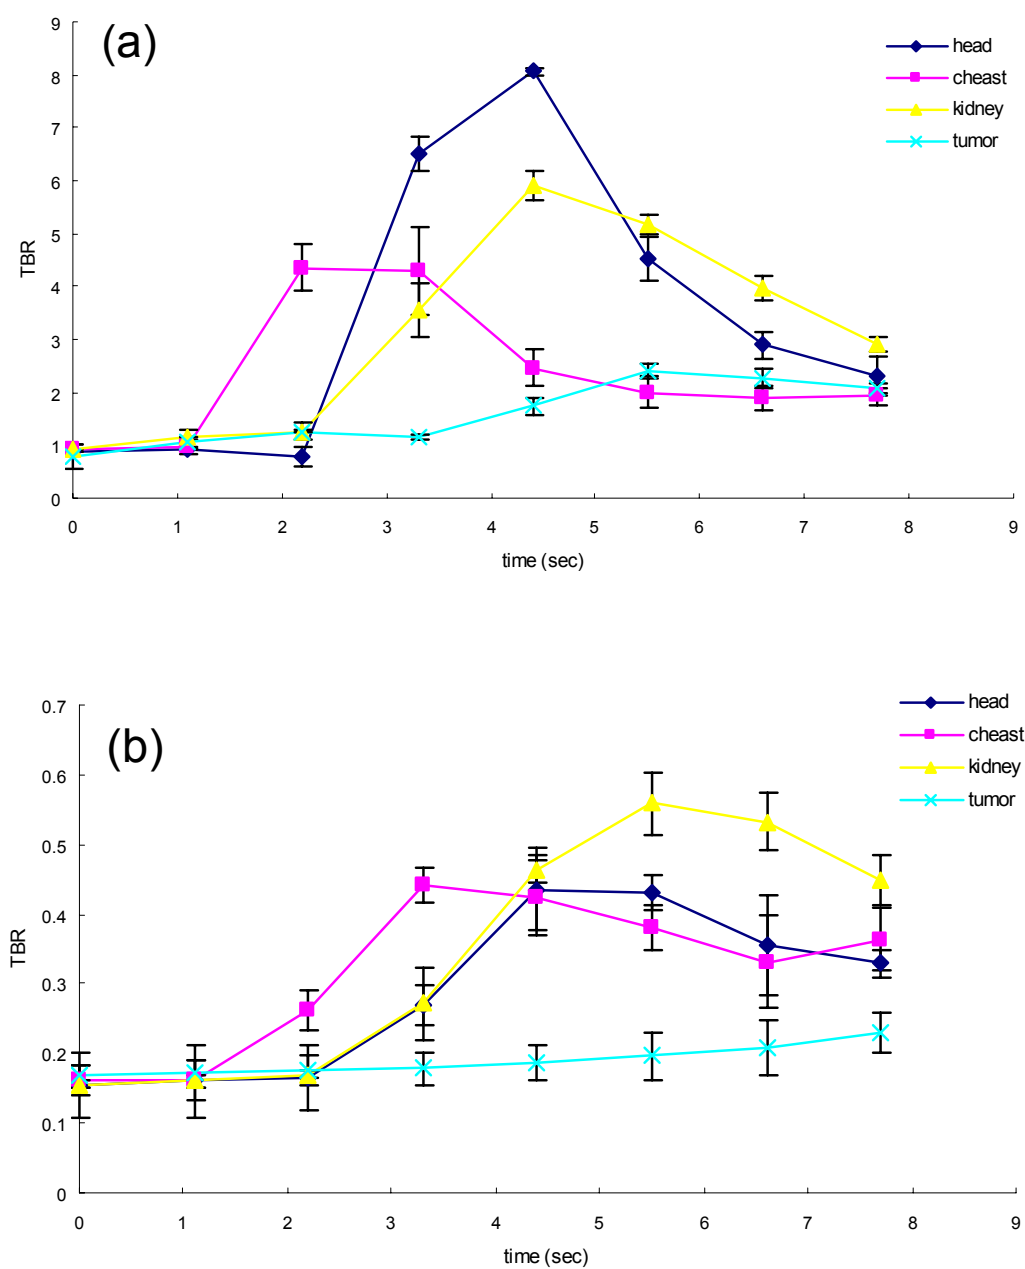 (a)
head
cheast
kidney
tumor
9
8
7
6
5
4
3
2
1
0
TBR
0 1 2 3 4 5 6 7 8 9
time (sec)
(b)
head
cheast
kidney
tumor
0.7
0.6
0.5
0.4
0.3
0.2
0.1
0
TBR
0 1 2 3 4 5 6 7 8 9
time (sec)